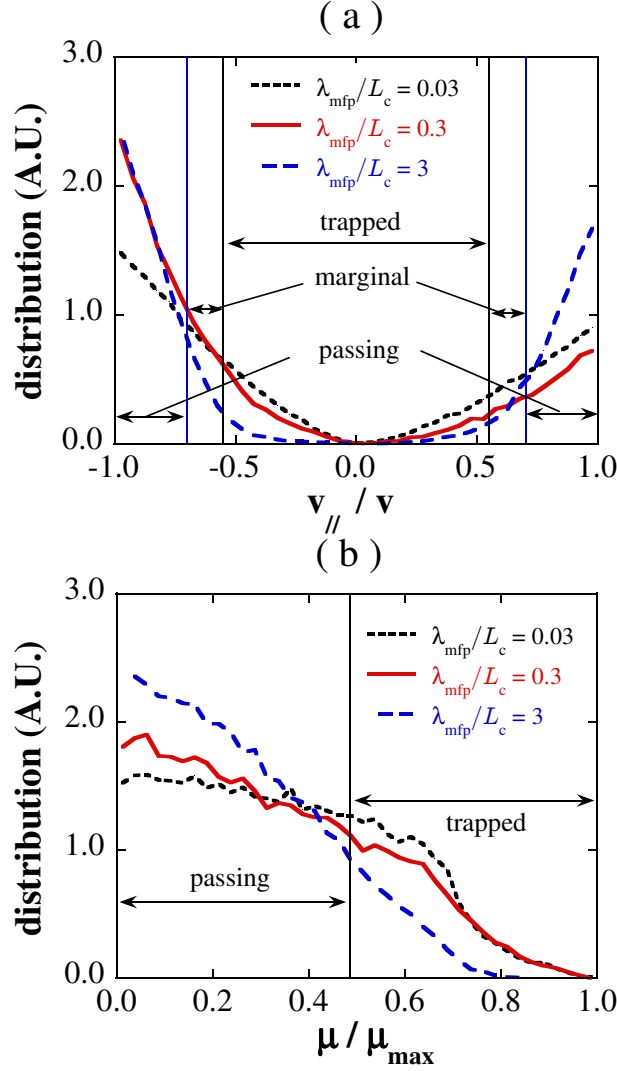 ( a )
3.0
2.0
1.0
0.0
distribution (A.U.)
λmfp/Lc = 0.03
λmfp/Lc = 0.3
λmfp/Lc = 3
trapped
marginal
passing
-1.0 -0.5 0.0 0.5 1.0
v// / v
( b )
3.0
2.0
1.0
0.0
distribution (A.U.)
λmfp/Lc = 0.03
λmfp/Lc = 0.3
λmfp/Lc = 3
trapped
passing
0.0 0.2 0.4 0.6 0.8 1.0
μ / μmax